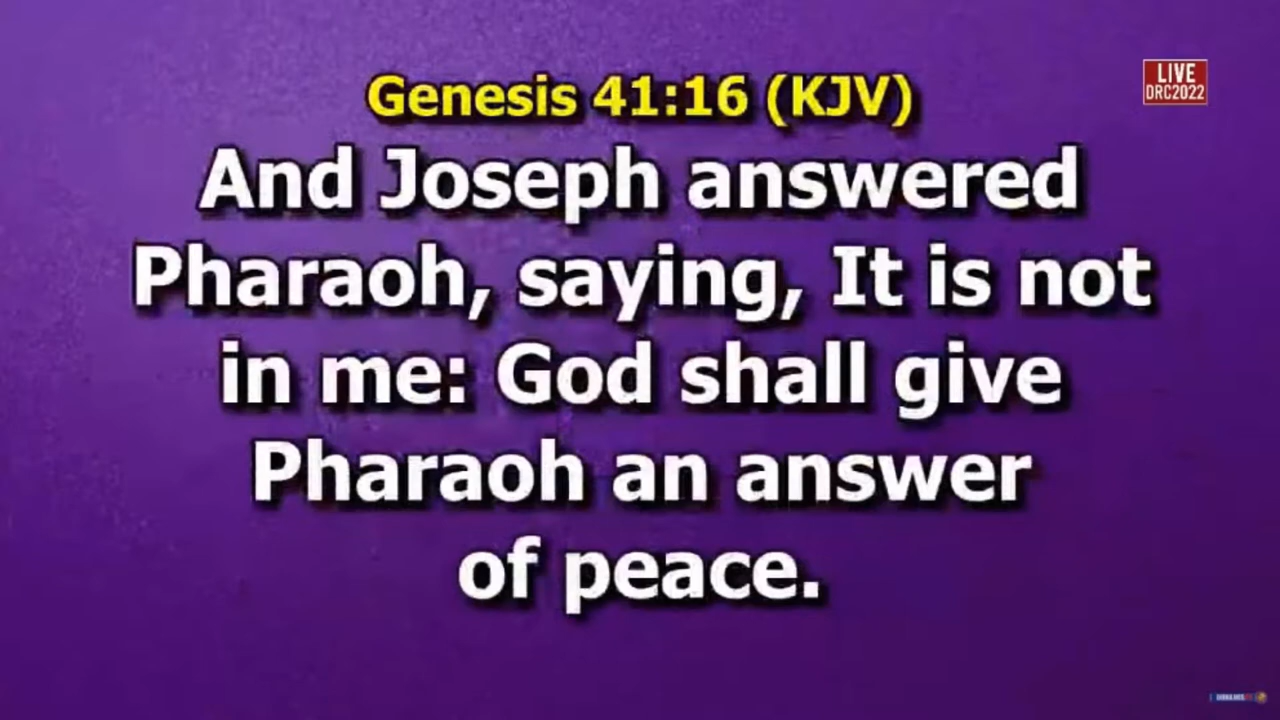 LIVE
DRC2022
Genesis 41:16 (KJV)
And Joseph answered
Pharaoh, saying, It is not
in me: God shall give
Pharaoh an answer
of peace.